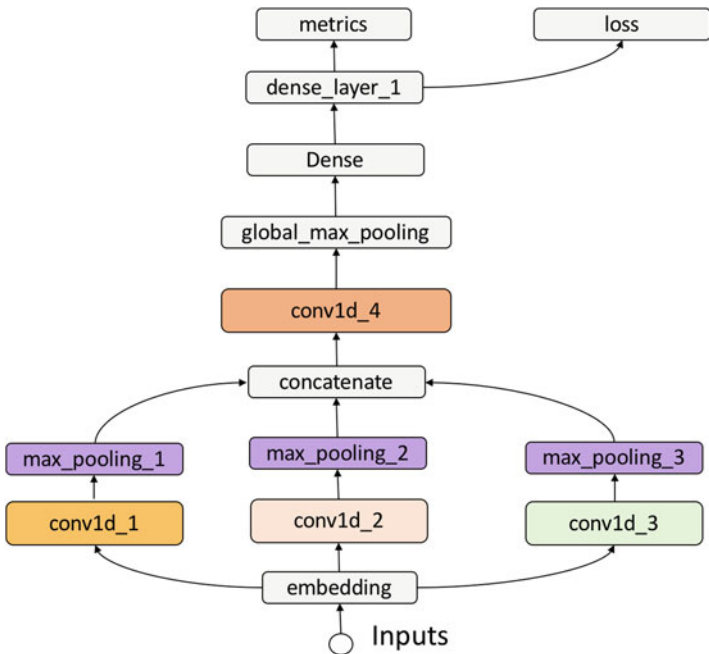 metrics
loss
dense_layer_1
Dense
global_max_pooling
conv1d_4
concatenate
max_pooling_1
max_pooling_2
max_pooling_3
conv1d_1
conv1d_2
conv1d_3
embedding
Inputs